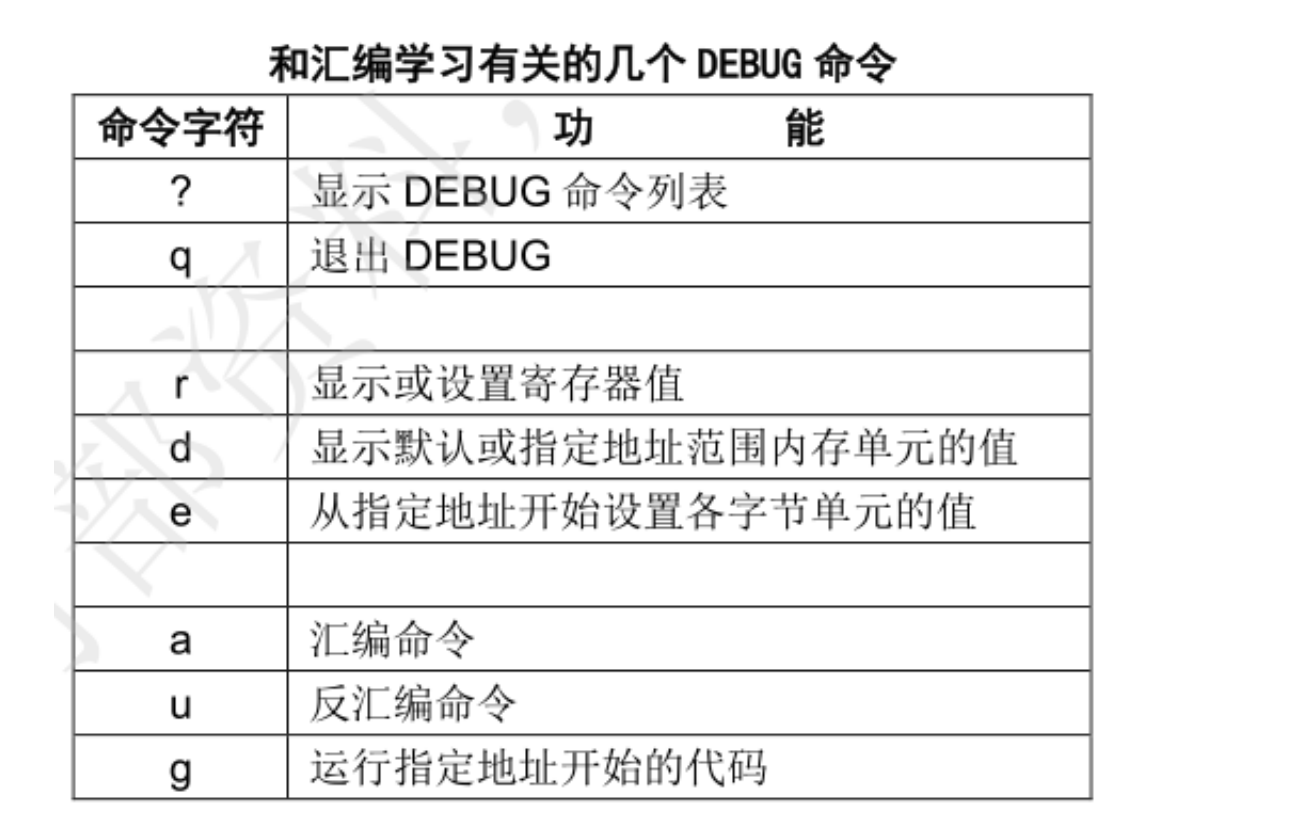 和汇编学习有关的几个 DEBUG 命令
命令字符 功 能
? 显示 DEBUG 命令列表
q 退出 DEBUG
r 显示或设置寄存器值
d 显示默认或指定地址范围内存单元的值
e 从指定地址开始设置各字节单元的值
a 汇编命令
u 反汇编命令
g 运行指定地址开始的代码
部资料，